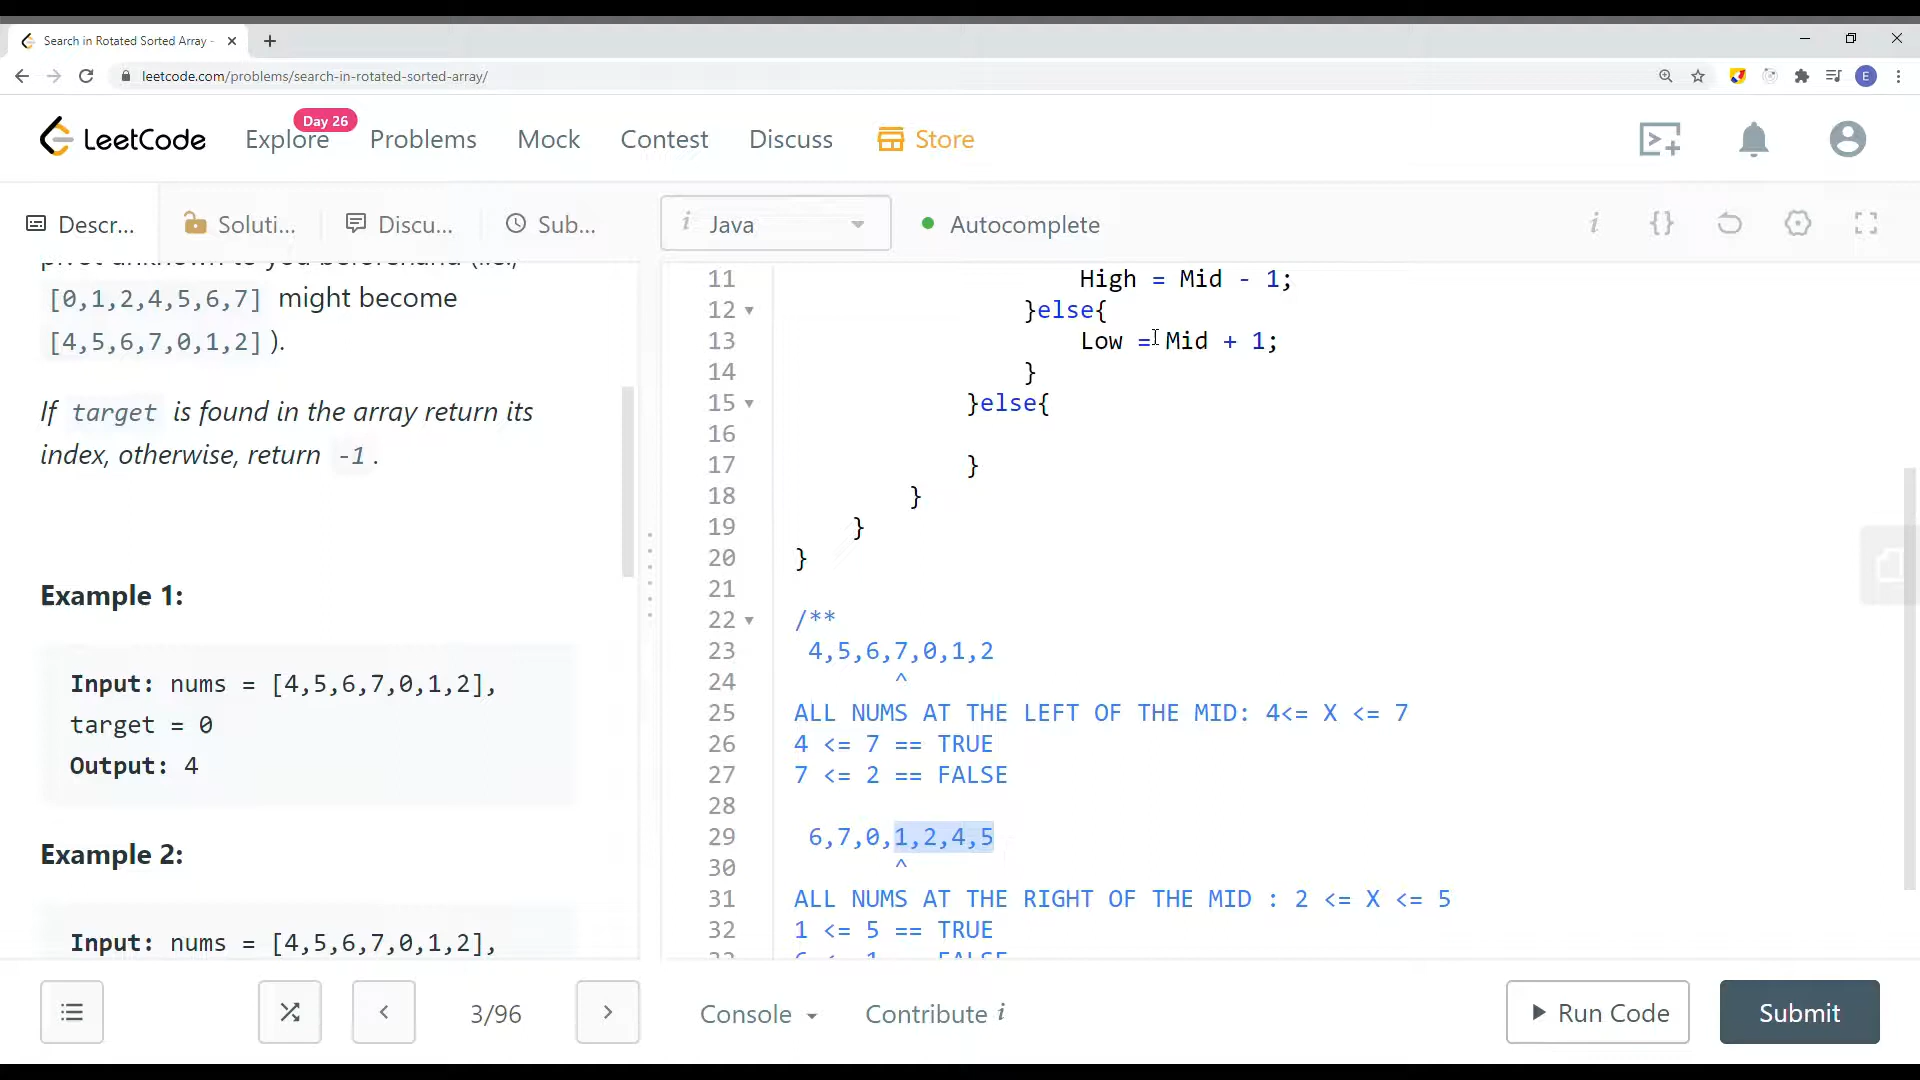 Search in Rotated Sorted Array -
leetcode.com/problems/search-in-rotated-sorted-array/
E
LeetCode
Explore
Day 26
Problems
Mock
Contest
Discuss
Store
Descr...
Soluti...
Discu...
Sub...
i Java
Autocomplete
i {}
[0,1,2,4,5,6,7] might become
[4,5,6,7,0,1,2] ).
If target is found in the array return its
index, otherwise, return -1 .
Example 1:
Input: nums = [4,5,6,7,0,1,2],
target = 0
Output: 4
Example 2:
Input: nums = [4,5,6,7,0,1,2],
11 High = Mid - 1;
12 }else{
13 Low = Mid + 1;
14 }
15 }else{
16
17 }
18 }
19 }
20 }
21
22 /**
23 4,5,6,7,0,1,2
24 ^
25 ALL NUMS AT THE LEFT OF THE MID: 4<= X <= 7
26 4 <= 7 == TRUE
27 7 <= 2 == FALSE
28
29 6,7,0,1,2,4,5
30 ^
31 ALL NUMS AT THE RIGHT OF THE MID : 2 <= X <= 5
32 1 <= 5 == TRUE
3/96
Console
Contribute i
Run Code
Submit